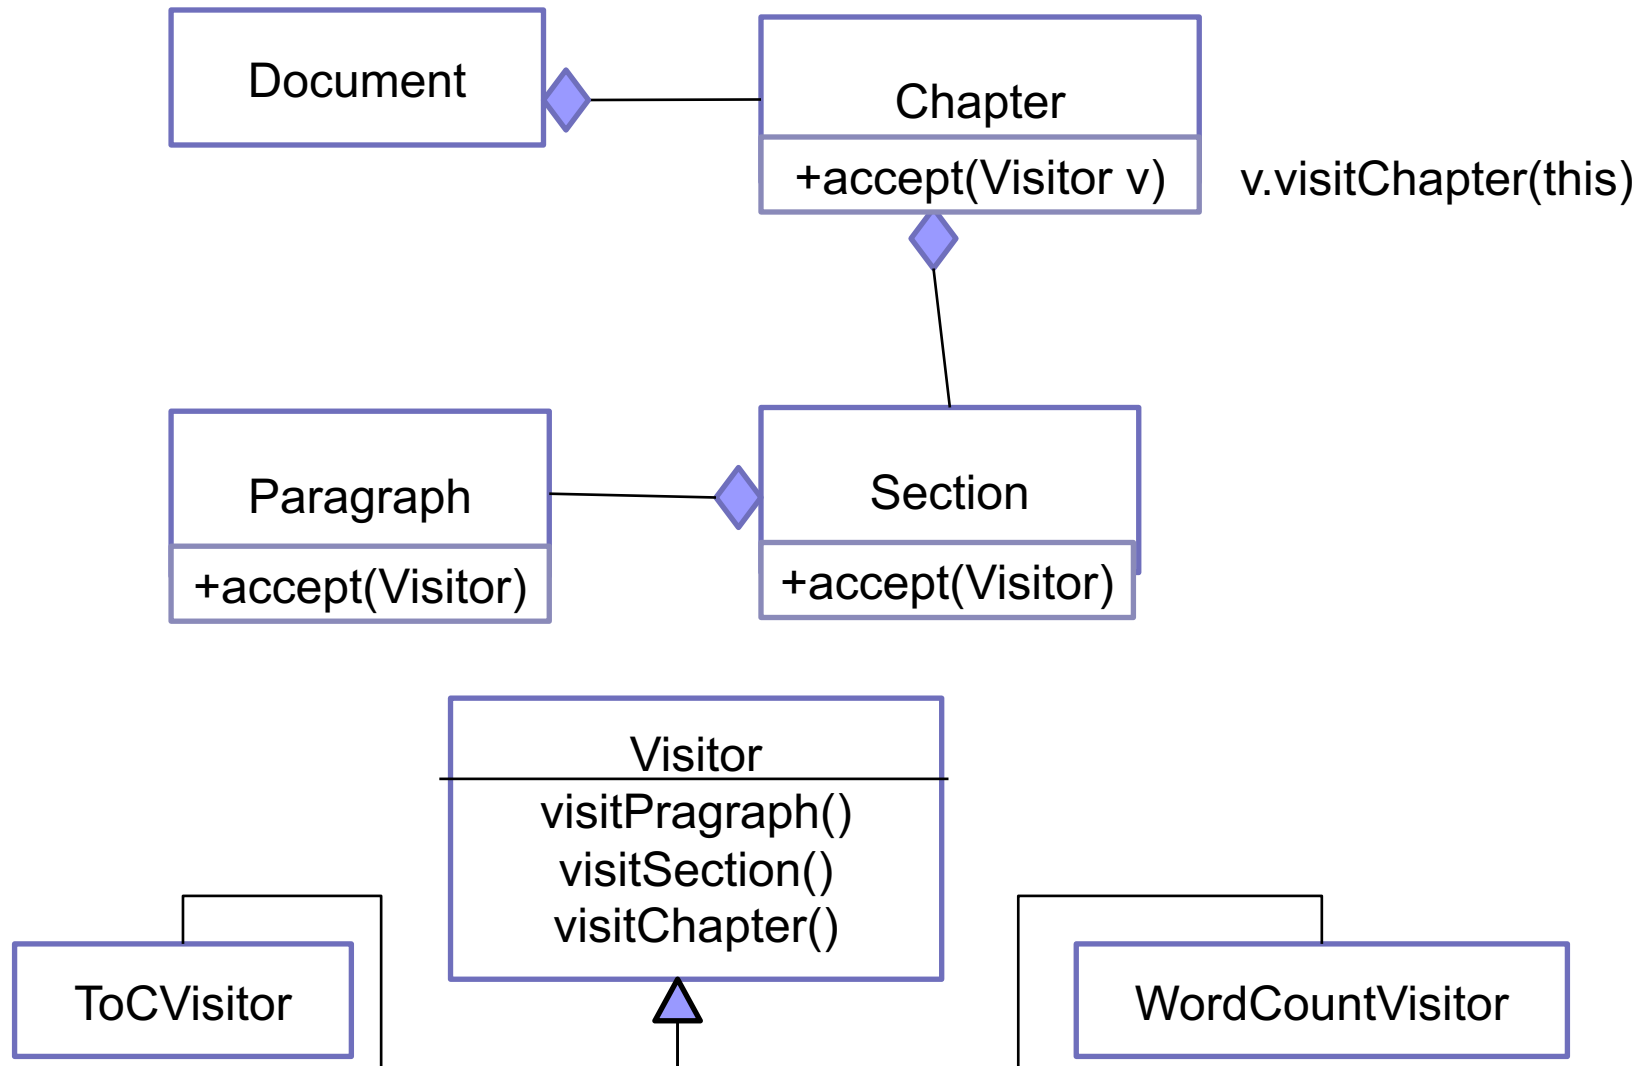 Document
Chapter
+accept(Visitor v)
v.visitChapter(this)
Paragraph
+accept(Visitor)
Section
+accept(Visitor)
Visitor
visitPragraph()
visitSection()
visitChapter()
ToCVisitor
WordCountVisitor